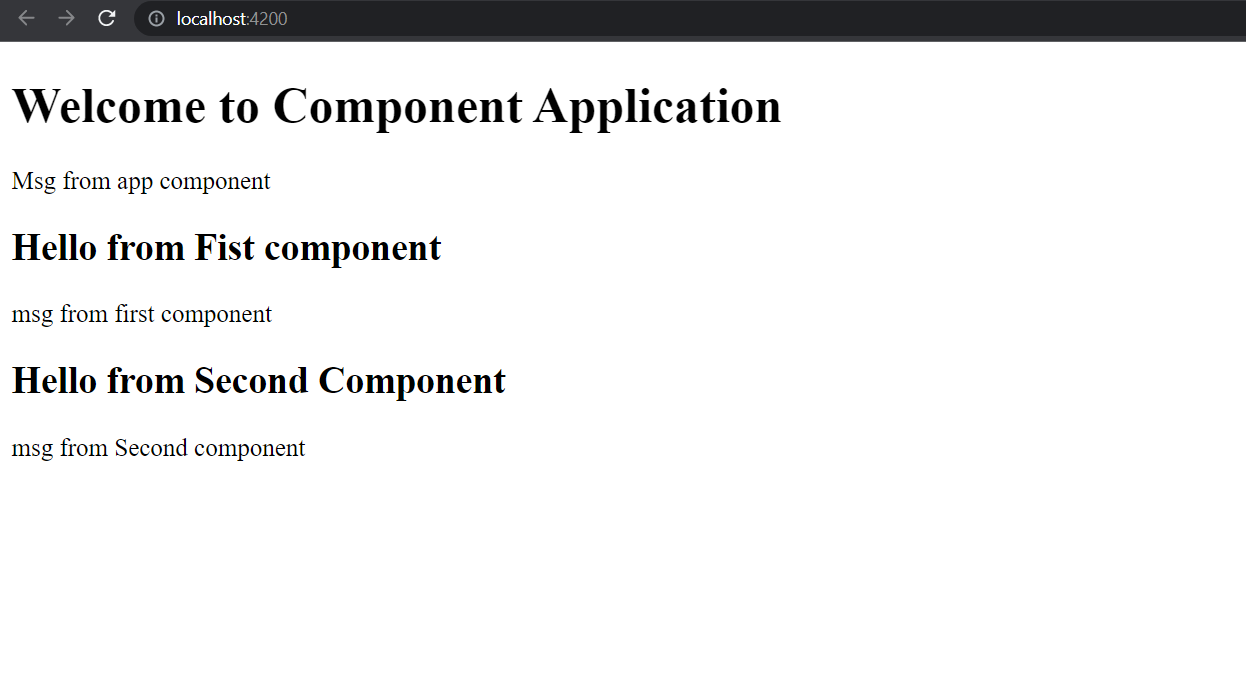 localhost:4200
Welcome to Component Application
Msg from app component
Hello from Fist component
msg from first component
Hello from Second Component
msg from Second component